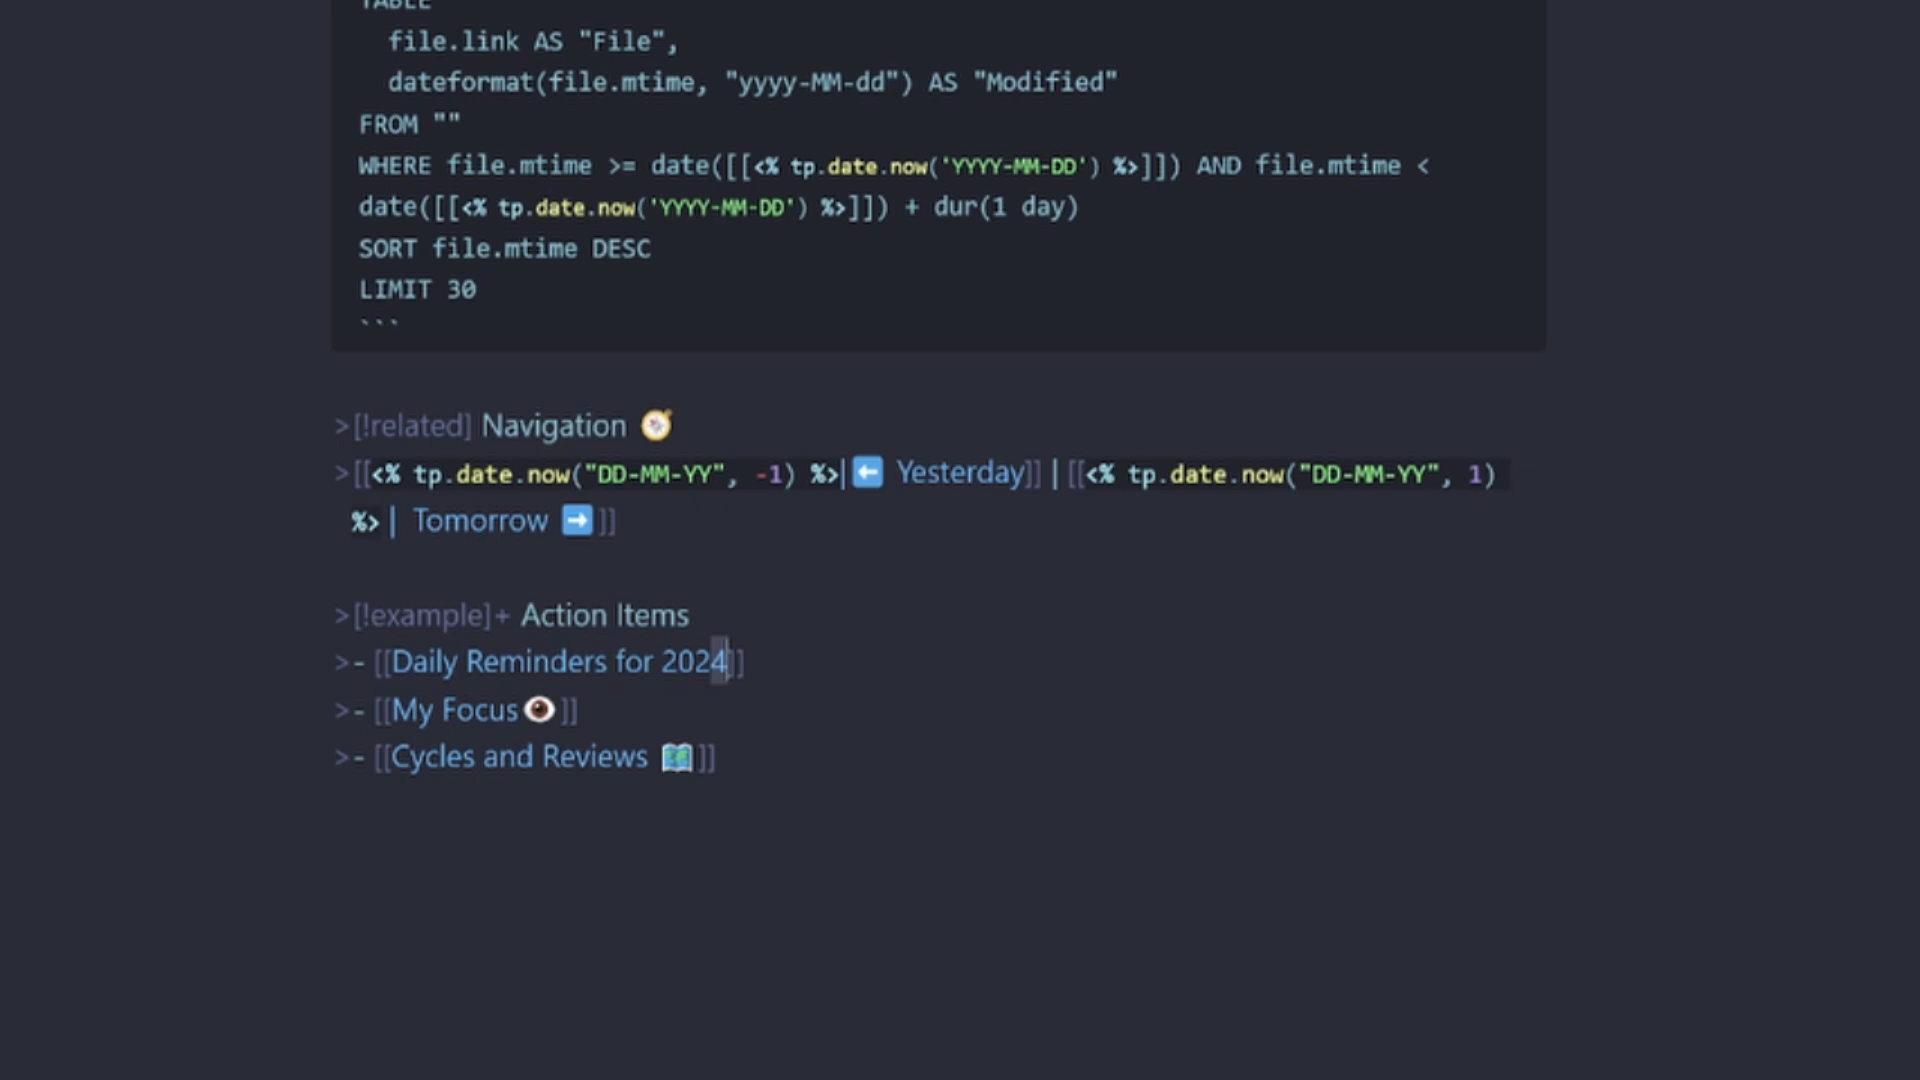 TABLE
file.link AS "File",
dateformat(file.mtime, "yyyy-MM-dd") AS "Modified"
FROM ""
WHERE file.mtime >= date([[<% tp.date.now('YYYY-MM-DD') %>]]) AND file.mtime <
date([[<% tp.date.now('YYYY-MM-DD') %>]]) + dur(1 day)
SORT file.mtime DESC
LIMIT 30
```
>[!related] Navigation 🧭
>[[<% tp.date.now("DD-MM-YY", -1) %>|⬅️ Yesterday]] | [[<% tp.date.now("DD-MM-YY", 1)
%>| Tomorrow ➡️]]
>[!example]+ Action Items
>- [[Daily Reminders for 2024]]
>- [[My Focus👁️]]
>- [[Cycles and Reviews 🗺️]]